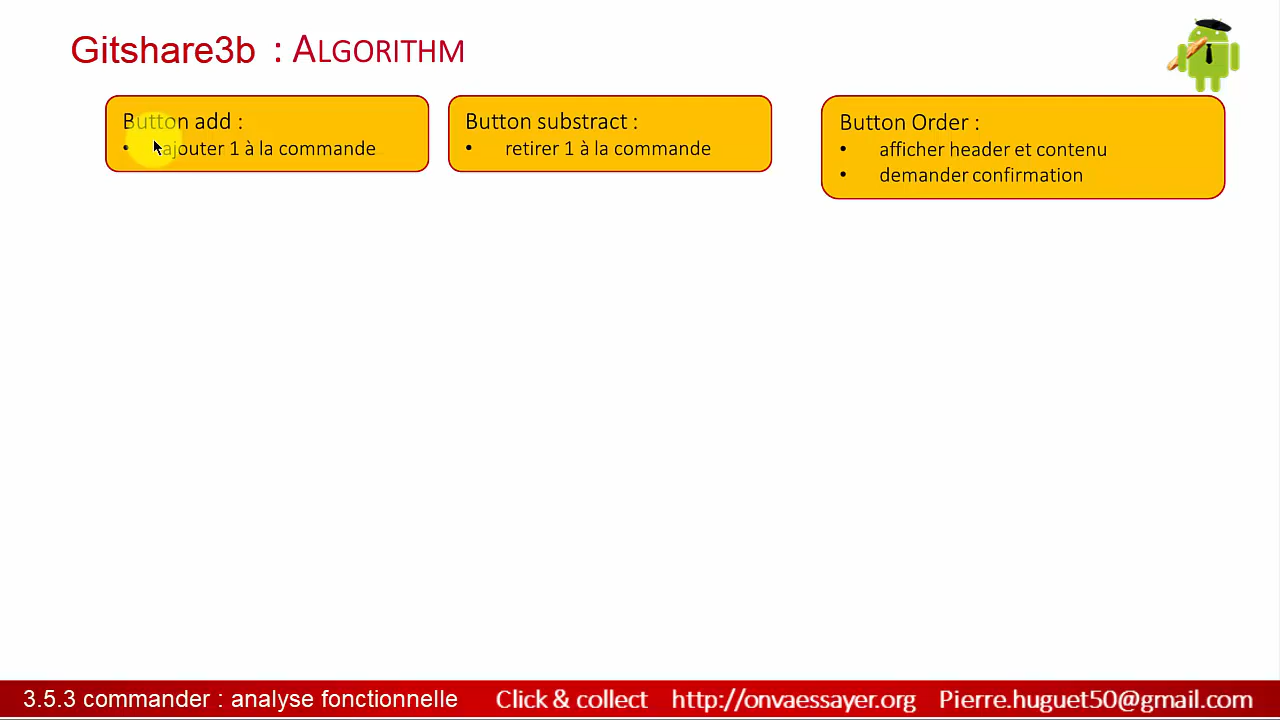 Gitshare3b : ALGORITHM
Button add :
• ajouter 1 à la commande
Button substract :
• retirer 1 à la commande
Button Order :
• afficher header et contenu
• demander confirmation
3.5.3 commander : analyse fonctionnelle Click & collect http://onvaessayer.org Pierre.huguet50@gmail.com